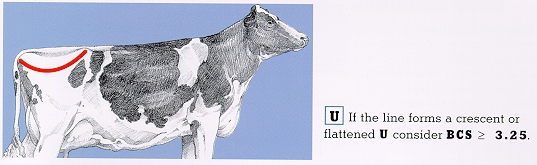 U If the line forms a crescent or
flattened U consider BCS ≥ 3.25.